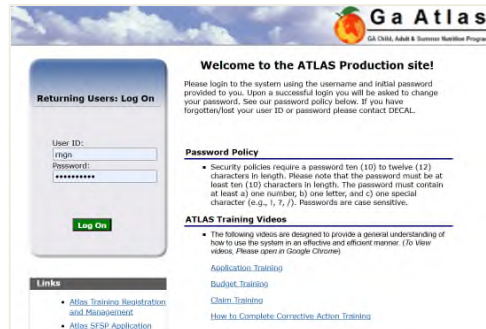 Ga Atlas
GA Child, Adult & Summer Nutrition Program
Welcome to the ATLAS Production site!
Please login to the system using the username and initial password
provided to you. Upon a successful login you will be asked to change
your password. See our password policy below. If you have
forgotten/lost your user ID or password please contact DECAL.
Returning Users: Log On
User ID:
rngn
Password:
••••••••••
Log On
Password Policy
• Security policies require a password ten (10) to twelve (12)
characters in length. Please note that the password must be at
least ten (10) characters in length. The password must contain
at least a) one number, b) one letter, and c) one special
character (e.g., !, ?, /). Passwords are case sensitive.
ATLAS Training Videos
• The following videos are designed to provide a general understanding of
how to use the system in an effective and efficient manner. (To View
videos, Please open in Google Chrome)
Application Training
Budget Training
Claim Training
How to Complete Corrective Action Training
Links
• Atlas Training Registration
and Management
• Atlas SFSP Application